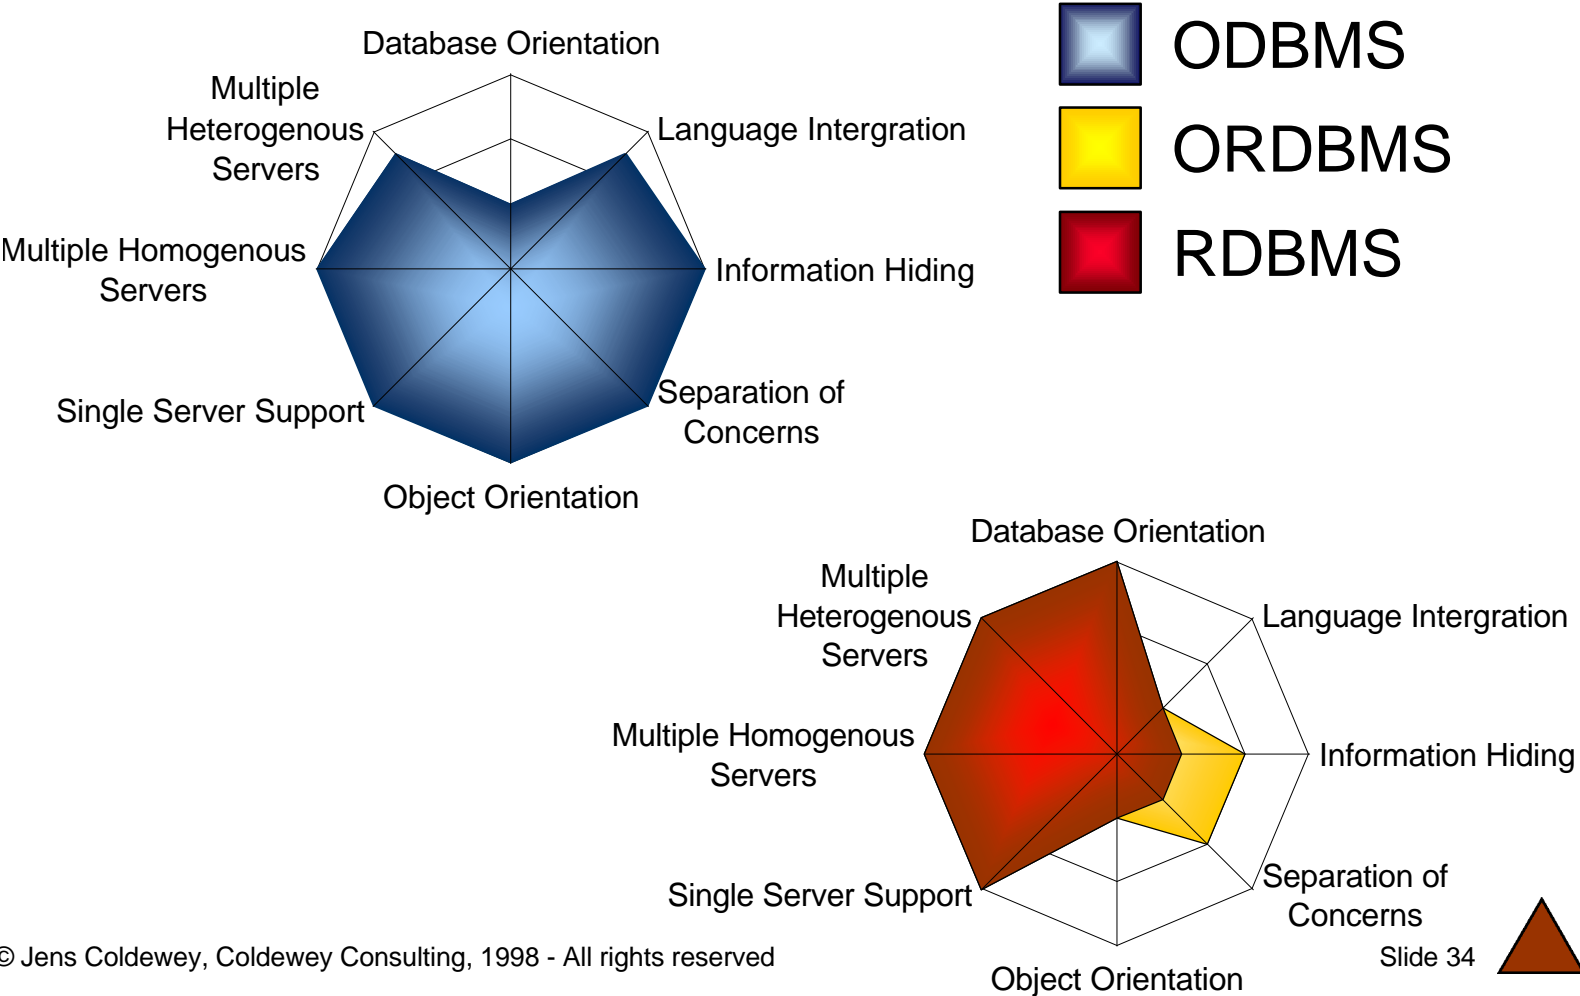 Database Orientation
Multiple
Heterogenous
Servers
Language Intergration
Multiple Homogenous
Servers
Information Hiding
Single Server Support
Separation of
Concerns
Object Orientation
ODBMS
ORDBMS
RDBMS
Database Orientation
Multiple
Heterogenous
Servers
Language Intergration
Multiple Homogenous
Servers
Information Hiding
Single Server Support
Separation of
Concerns
Object Orientation
© Jens Coldewey, Coldewey Consulting, 1998 - All rights reserved
Slide 34